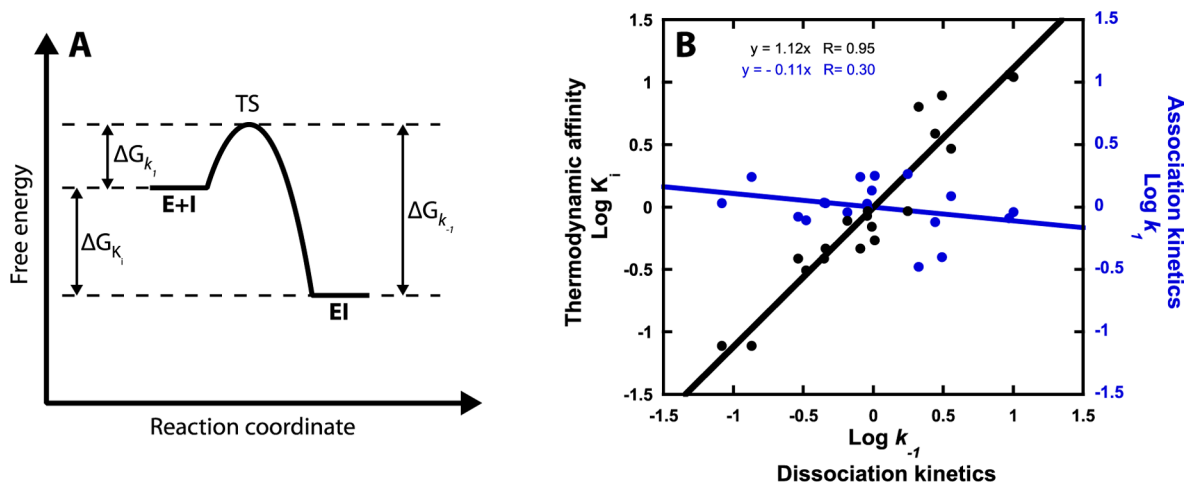 A
Free energy
TS
ΔG_k₁
E+I
ΔG_Kᵢ
ΔG_k₋₁
EI
Reaction coordinate
B
y = 1.12x R= 0.95
y = - 0.11x R= 0.30
Thermodynamic affinity
Log Kᵢ
1.5
1
0.5
0
-0.5
-1
-1.5
-1.5 -1 -0.5 0 0.5 1 1.5
Log k₋₁
Dissociation kinetics
1.5
1
0.5
0
-0.5
-1
-1.5
Association kinetics
Log k₁